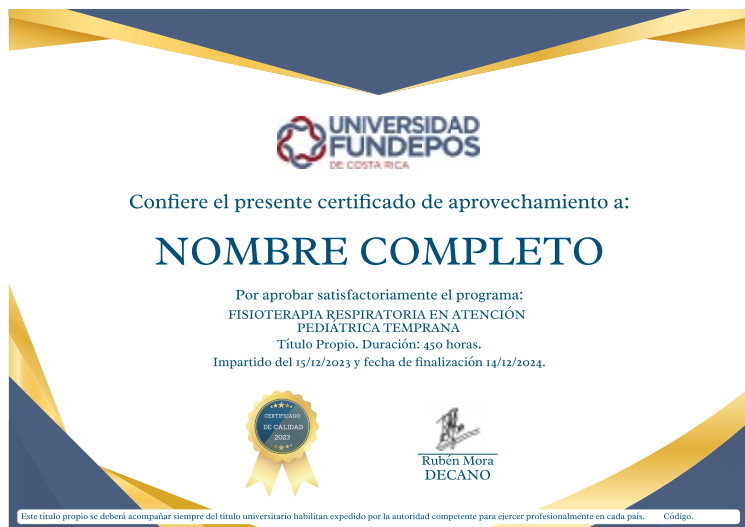 UNIVERSIDAD
FUNDEPOS
DE COSTA RICA
Confiere el presente certificado de aprovechamiento a:
NOMBRE COMPLETO
Por aprobar satisfactoriamente el programa:
FISIOTERAPIA RESPIRATORIA EN ATENCIÓN
PEDIÁTRICA TEMPRANA
Título Propio. Duración: 450 horas.
Impartido del 15/12/2023 y fecha de finalización 14/12/2024.
CERTIFICADO
DE CALIDAD
2023
Rubén Mora
DECANO
Este título propio se deberá acompañar siempre del título universitario habilitan expedido por la autoridad competente para ejercer profesionalmente en cada país. Código.